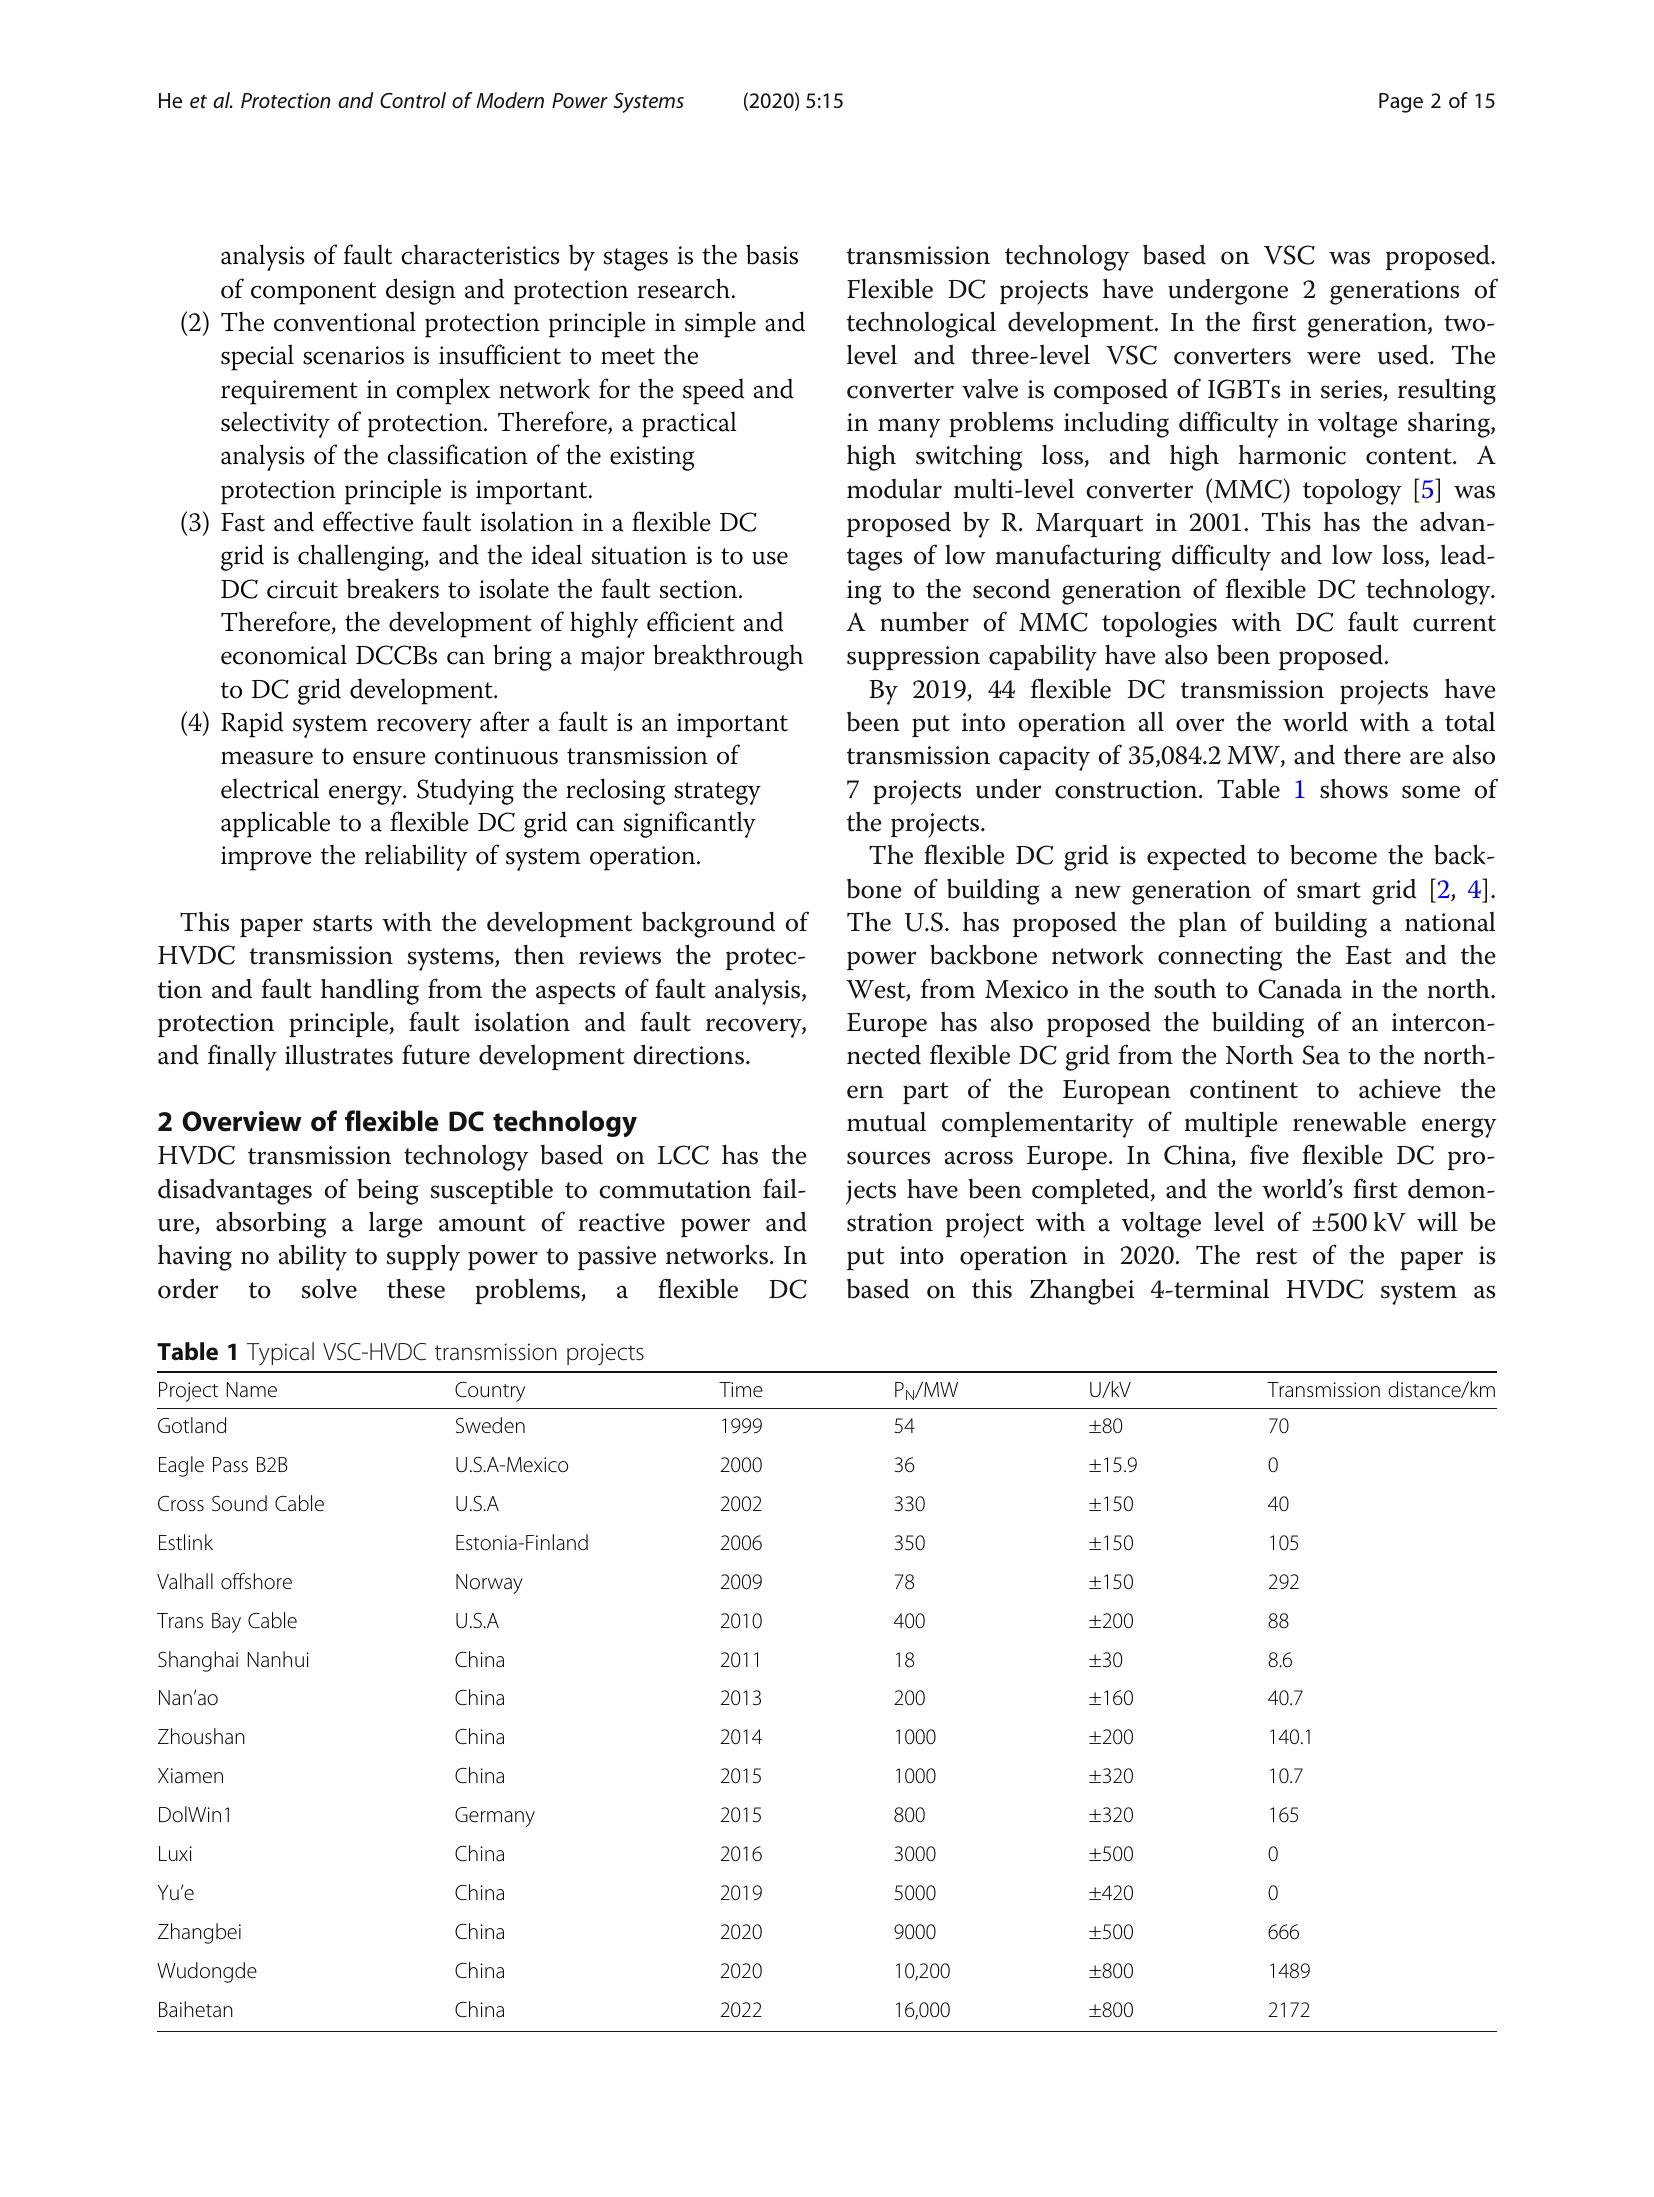 He et al. Protection and Control of Modern Power Systems (2020) 5:15 Page 2 of 15
analysis of fault characteristics by stages is the basis
of component design and protection research.
(2) The conventional protection principle in simple and
special scenarios is insufficient to meet the
requirement in complex network for the speed and
selectivity of protection. Therefore, a practical
analysis of the classification of the existing
protection principle is important.
(3) Fast and effective fault isolation in a flexible DC
grid is challenging, and the ideal situation is to use
DC circuit breakers to isolate the fault section.
Therefore, the development of highly efficient and
economical DCCBs can bring a major breakthrough
to DC grid development.
(4) Rapid system recovery after a fault is an important
measure to ensure continuous transmission of
electrical energy. Studying the reclosing strategy
applicable to a flexible DC grid can significantly
improve the reliability of system operation.
This paper starts with the development background of
HVDC transmission systems, then reviews the protec-
tion and fault handling from the aspects of fault analysis,
protection principle, fault isolation and fault recovery,
and finally illustrates future development directions.
2 Overview of flexible DC technology
HVDC transmission technology based on LCC has the
disadvantages of being susceptible to commutation fail-
ure, absorbing a large amount of reactive power and
having no ability to supply power to passive networks. In
order to solve these problems, a flexible DC
transmission technology based on VSC was proposed.
Flexible DC projects have undergone 2 generations of
technological development. In the first generation, two-
level and three-level VSC converters were used. The
converter valve is composed of IGBTs in series, resulting
in many problems including difficulty in voltage sharing,
high switching loss, and high harmonic content. A
modular multi-level converter (MMC) topology [5] was
proposed by R. Marquart in 2001. This has the advan-
tages of low manufacturing difficulty and low loss, lead-
ing to the second generation of flexible DC technology.
A number of MMC topologies with DC fault current
suppression capability have also been proposed.
By 2019, 44 flexible DC transmission projects have
been put into operation all over the world with a total
transmission capacity of 35,084.2 MW, and there are also
7 projects under construction. Table 1 shows some of
the projects.
The flexible DC grid is expected to become the back-
bone of building a new generation of smart grid [2, 4].
The U.S. has proposed the plan of building a national
power backbone network connecting the East and the
West, from Mexico in the south to Canada in the north.
Europe has also proposed the building of an intercon-
nected flexible DC grid from the North Sea to the north-
ern part of the European continent to achieve the
mutual complementarity of multiple renewable energy
sources across Europe. In China, five flexible DC pro-
jects have been completed, and the world's first demon-
stration project with a voltage level of ±500 kV will be
put into operation in 2020. The rest of the paper is
based on this Zhangbei 4-terminal HVDC system as
Table 1 Typical VSC-HVDC transmission projects
Project Name Country Time PN/MW U/kV Transmission distance/km
Gotland Sweden 1999 54 ±80 70
Eagle Pass B2B U.S.A-Mexico 2000 36 ±15.9 0
Cross Sound Cable U.S.A 2002 330 ±150 40
Estlink Estonia-Finland 2006 350 ±150 105
Valhall offshore Norway 2009 78 ±150 292
Trans Bay Cable U.S.A 2010 400 ±200 88
Shanghai Nanhui China 2011 18 ±30 8.6
Nan'ao China 2013 200 ±160 40.7
Zhoushan China 2014 1000 ±200 140.1
Xiamen China 2015 1000 ±320 10.7
DolWin1 Germany 2015 800 ±320 165
Luxi China 2016 3000 ±500 0
Yu'e China 2019 5000 ±420 0
Zhangbei China 2020 9000 ±500 666
Wudongde China 2020 10,200 ±800 1489
Baihetan China 2022 16,000 ±800 2172